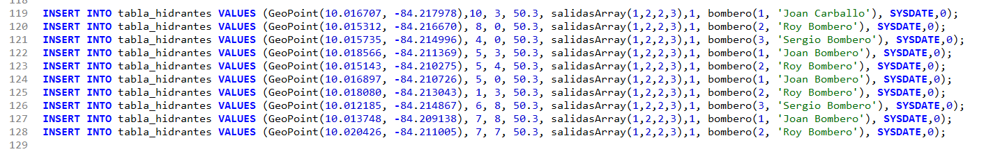 119 INSERT INTO tabla_hidrantes VALUES (GeoPoint(10.016707, -84.217978),10, 3, 50.3, salidasArray(1,2,2,3),1, bombero(1, 'Joan Carballo'), SYSDATE,0);
120 INSERT INTO tabla_hidrantes VALUES (GeoPoint(10.015312, -84.216670), 8, 0, 50.3, salidasArray(1,2,2,3),1, bombero(2, 'Roy Bombero'), SYSDATE,0);
121 INSERT INTO tabla_hidrantes VALUES (GeoPoint(10.015735, -84.214996), 4, 0, 50.3, salidasArray(1,2,2,3),1, bombero(3, 'Sergio Bombero'), SYSDATE,0);
122 INSERT INTO tabla_hidrantes VALUES (GeoPoint(10.018566, -84.211369), 5, 3, 50.3, salidasArray(1,2,2,3),1, bombero(1, 'Joan Bombero'), SYSDATE,0);
123 INSERT INTO tabla_hidrantes VALUES (GeoPoint(10.015143, -84.210275), 5, 4, 50.3, salidasArray(1,2,2,3),1, bombero(2, 'Roy Bombero'), SYSDATE,0);
124 INSERT INTO tabla_hidrantes VALUES (GeoPoint(10.016897, -84.210726), 5, 0, 50.3, salidasArray(1,2,2,3),1, bombero(1, 'Joan Bombero'), SYSDATE,0);
125 INSERT INTO tabla_hidrantes VALUES (GeoPoint(10.018080, -84.213043), 1, 3, 50.3, salidasArray(1,2,2,3),1, bombero(2, 'Roy Bombero'), SYSDATE,0);
126 INSERT INTO tabla_hidrantes VALUES (GeoPoint(10.012185, -84.214867), 6, 8, 50.3, salidasArray(1,2,2,3),1, bombero(3, 'Sergio Bombero'), SYSDATE,0);
127 INSERT INTO tabla_hidrantes VALUES (GeoPoint(10.013748, -84.209138), 7, 8, 50.3, salidasArray(1,2,2,3),1, bombero(1, 'Joan Bombero'), SYSDATE,0);
128 INSERT INTO tabla_hidrantes VALUES (GeoPoint(10.020426, -84.211005), 7, 7, 50.3, salidasArray(1,2,2,3),1, bombero(2, 'Roy Bombero'), SYSDATE,0);
129